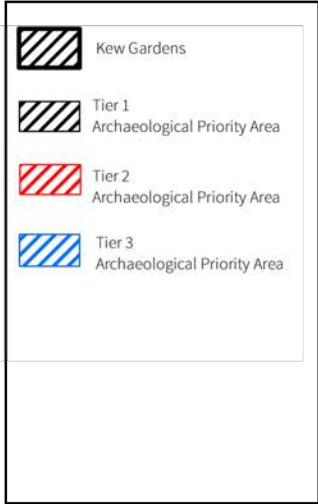 Kew Gardens
Tier 1
Archaeological Priority Area
Tier 2
Archaeological Priority Area
Tier 3
Archaeological Priority Area